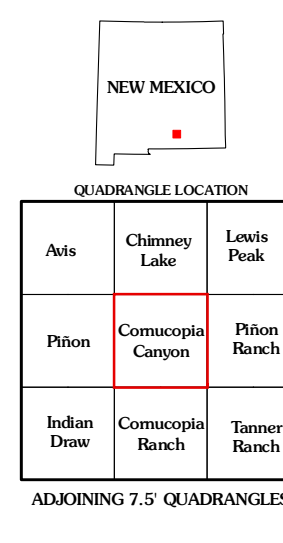 NEW MEXICO
QUADRANGLE LOCATION
Avis
Chimney
Lake
Lewis
Peak
Piñon
Cornucopia
Canyon
Piñon
Ranch
Indian
Draw
Cornucopia
Ranch
Tanner
Ranch
ADJOINING 7.5' QUADRANGLES